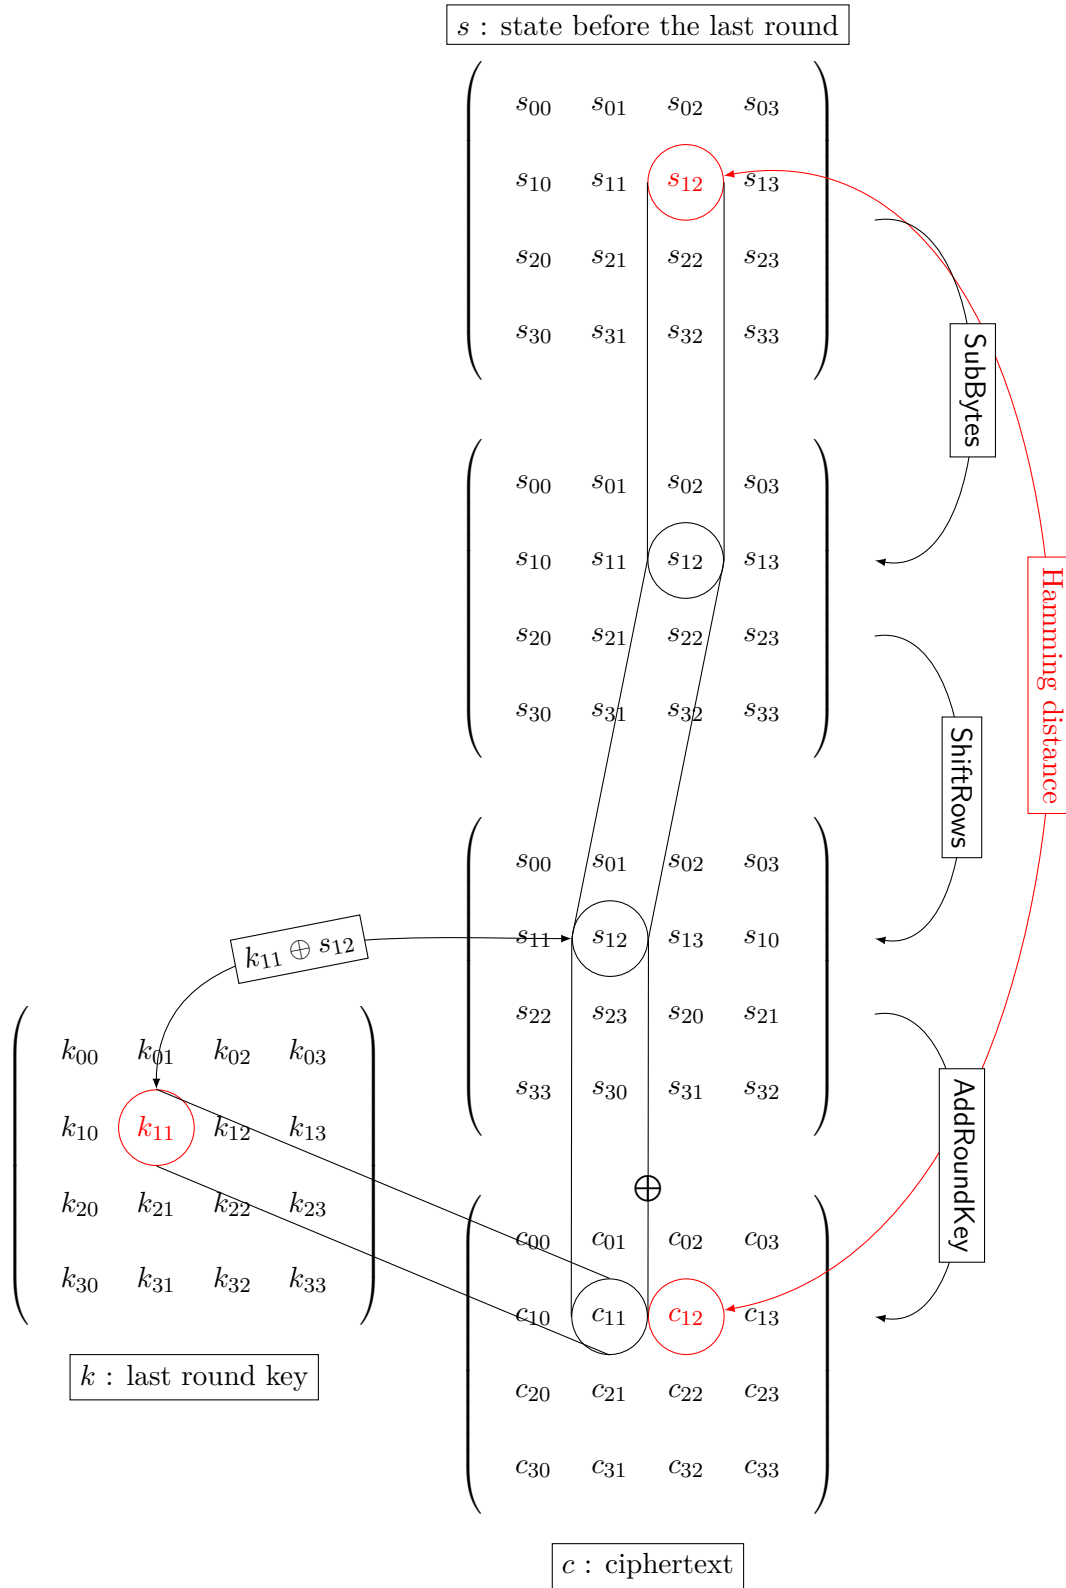 s : state before the last round
s00 s01 s02 s03
s10 s11 s12 s13
s20 s21 s22 s23
s30 s31 s32 s33
SubBytes
s00 s01 s02 s03
s10 s11 s12 s13
s20 s21 s22 s23
s30 s31 s32 s33
Hamming distance
ShiftRows
s00 s01 s02 s03
s11 s12 s13 s10
s22 s23 s20 s21
s33 s30 s31 s32
k11 ⊕ s12
k00 k01 k02 k03
k10 k11 k12 k13
k20 k21 k22 k23
k30 k31 k32 k33
k : last round key
AddRoundKey
⊕
c00 c01 c02 c03
c10 c11 c12 c13
c20 c21 c22 c23
c30 c31 c32 c33
c : ciphertext